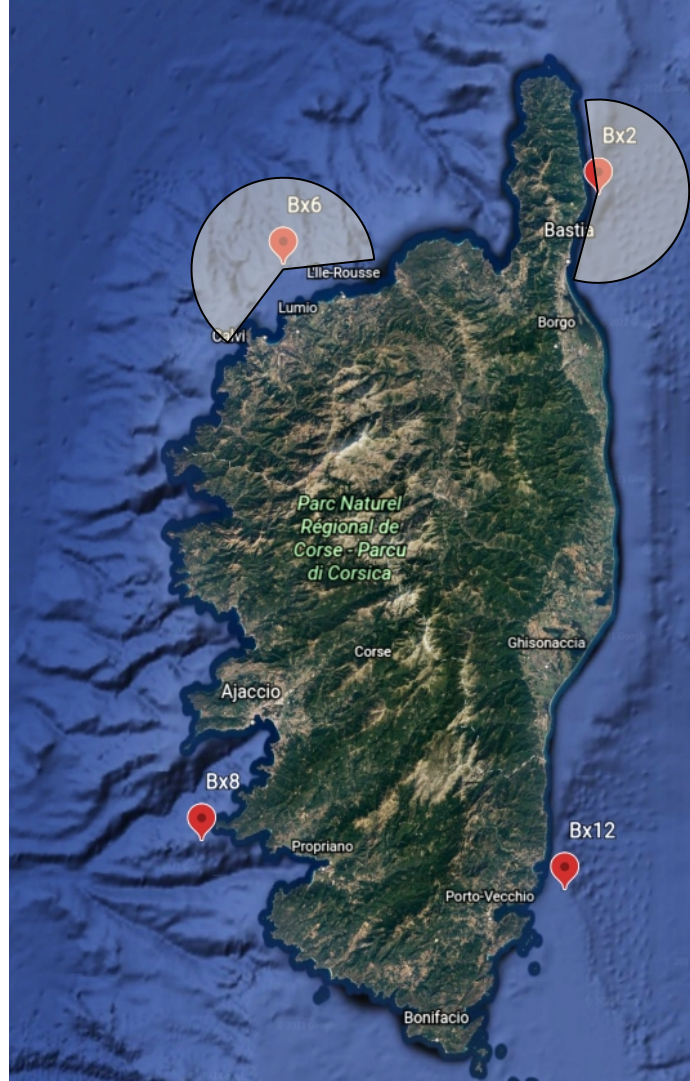 Bx2
Bx6
Bastia
L'Île-Rousse
Lumio
Calvi
Borgo
Parc Naturel
Régional de
Corse - Parcu
di Corsica
Corse
Ghisonaccia
Ajaccio
Bx8
Bx12
Propriano
Porto-Vecchio
Bonifacio